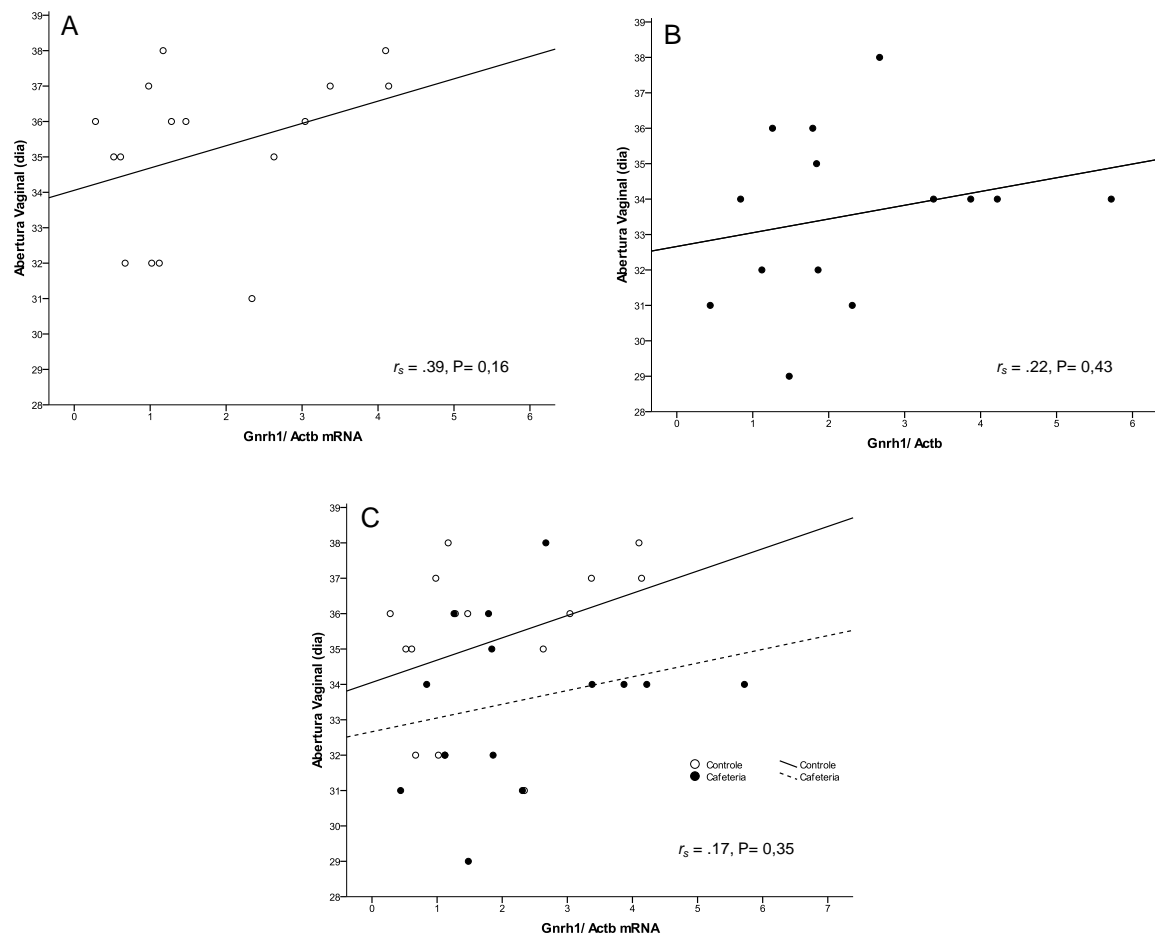 A
39
38
37
36
35
34
33
32
31
30
29
28
Abertura Vaginal (dia)
0 1 2 3 4 5 6
Gnrh1/ Actb mRNA
rs = .39, P= 0,16
B
39
38
37
36
35
34
33
32
31
30
29
28
Abertura Vaginal (dia)
0 1 2 3 4 5 6
Gnrh1/ Actb
rs = .22, P= 0,43
C
39
38
37
36
35
34
33
32
31
30
29
28
Abertura Vaginal (dia)
0 1 2 3 4 5 6 7
Gnrh1/ Actb mRNA
Controle Controle
Cafeteria Cafeteria
rs = .17, P= 0,35